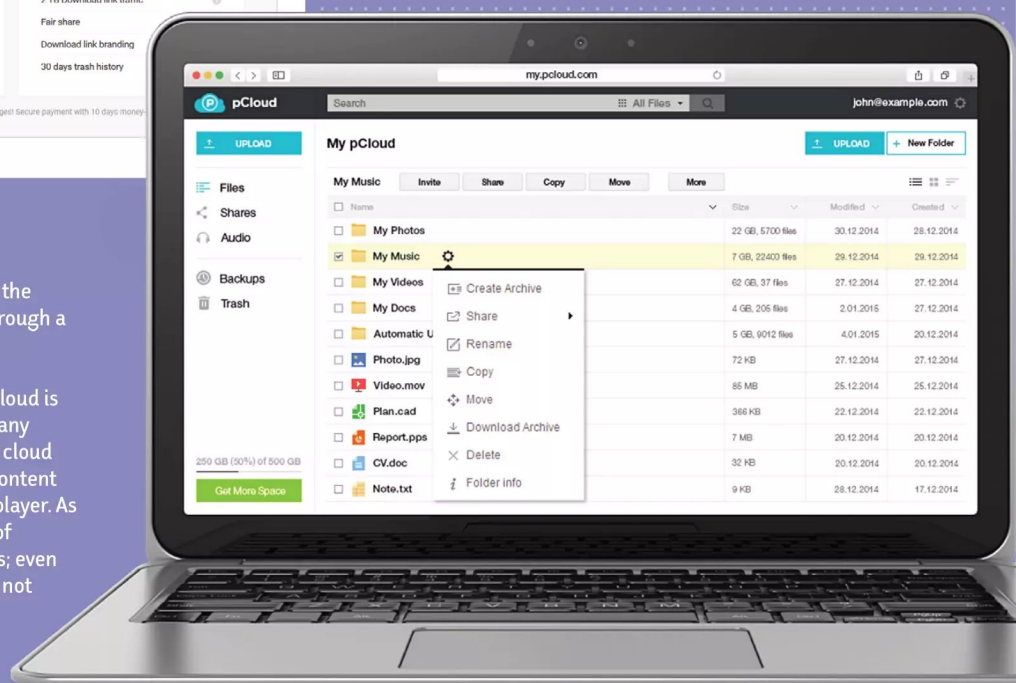 2 TB Download link traffic
Fair share
Download link branding
30 days trash history
Secure payment with 10 days money-
the
rough a
loud is
any
cloud
ontent
layer. As
of
s; even
not
my.pcloud.com
pCloud
Search
All Files
john@example.com
UPLOAD
My pCloud
UPLOAD
+ New Folder
Files
Shares
Audio
Backups
Trash
250 GB (50%) of 500 GB
Get More Space
My Music Invite Share Copy Move More
Name Size Modified Created
My Photos 22 GB, 5700 files 30.12.2014 28.12.2014
My Music 7 GB, 22400 files 29.12.2014 29.12.2014
My Videos 62 GB, 37 files 27.12.2014 27.12.2014
My Docs 4 GB, 205 files 2.01.2015 27.12.2014
Automatic U 5 GB, 9012 files 4.01.2015 20.12.2014
Photo.jpg 72 KB 27.12.2014 27.12.2014
Video.mov 85 MB 25.12.2014 25.12.2014
Plan.cad 366 KB 22.12.2014 22.12.2014
Report.pps 7 MB 20.12.2014 20.12.2014
CV.doc 32 KB 20.12.2014 20.12.2014
Note.txt 9 KB 28.12.2014 17.12.2014
Create Archive
Share
Rename
Copy
Move
Download Archive
Delete
Folder info